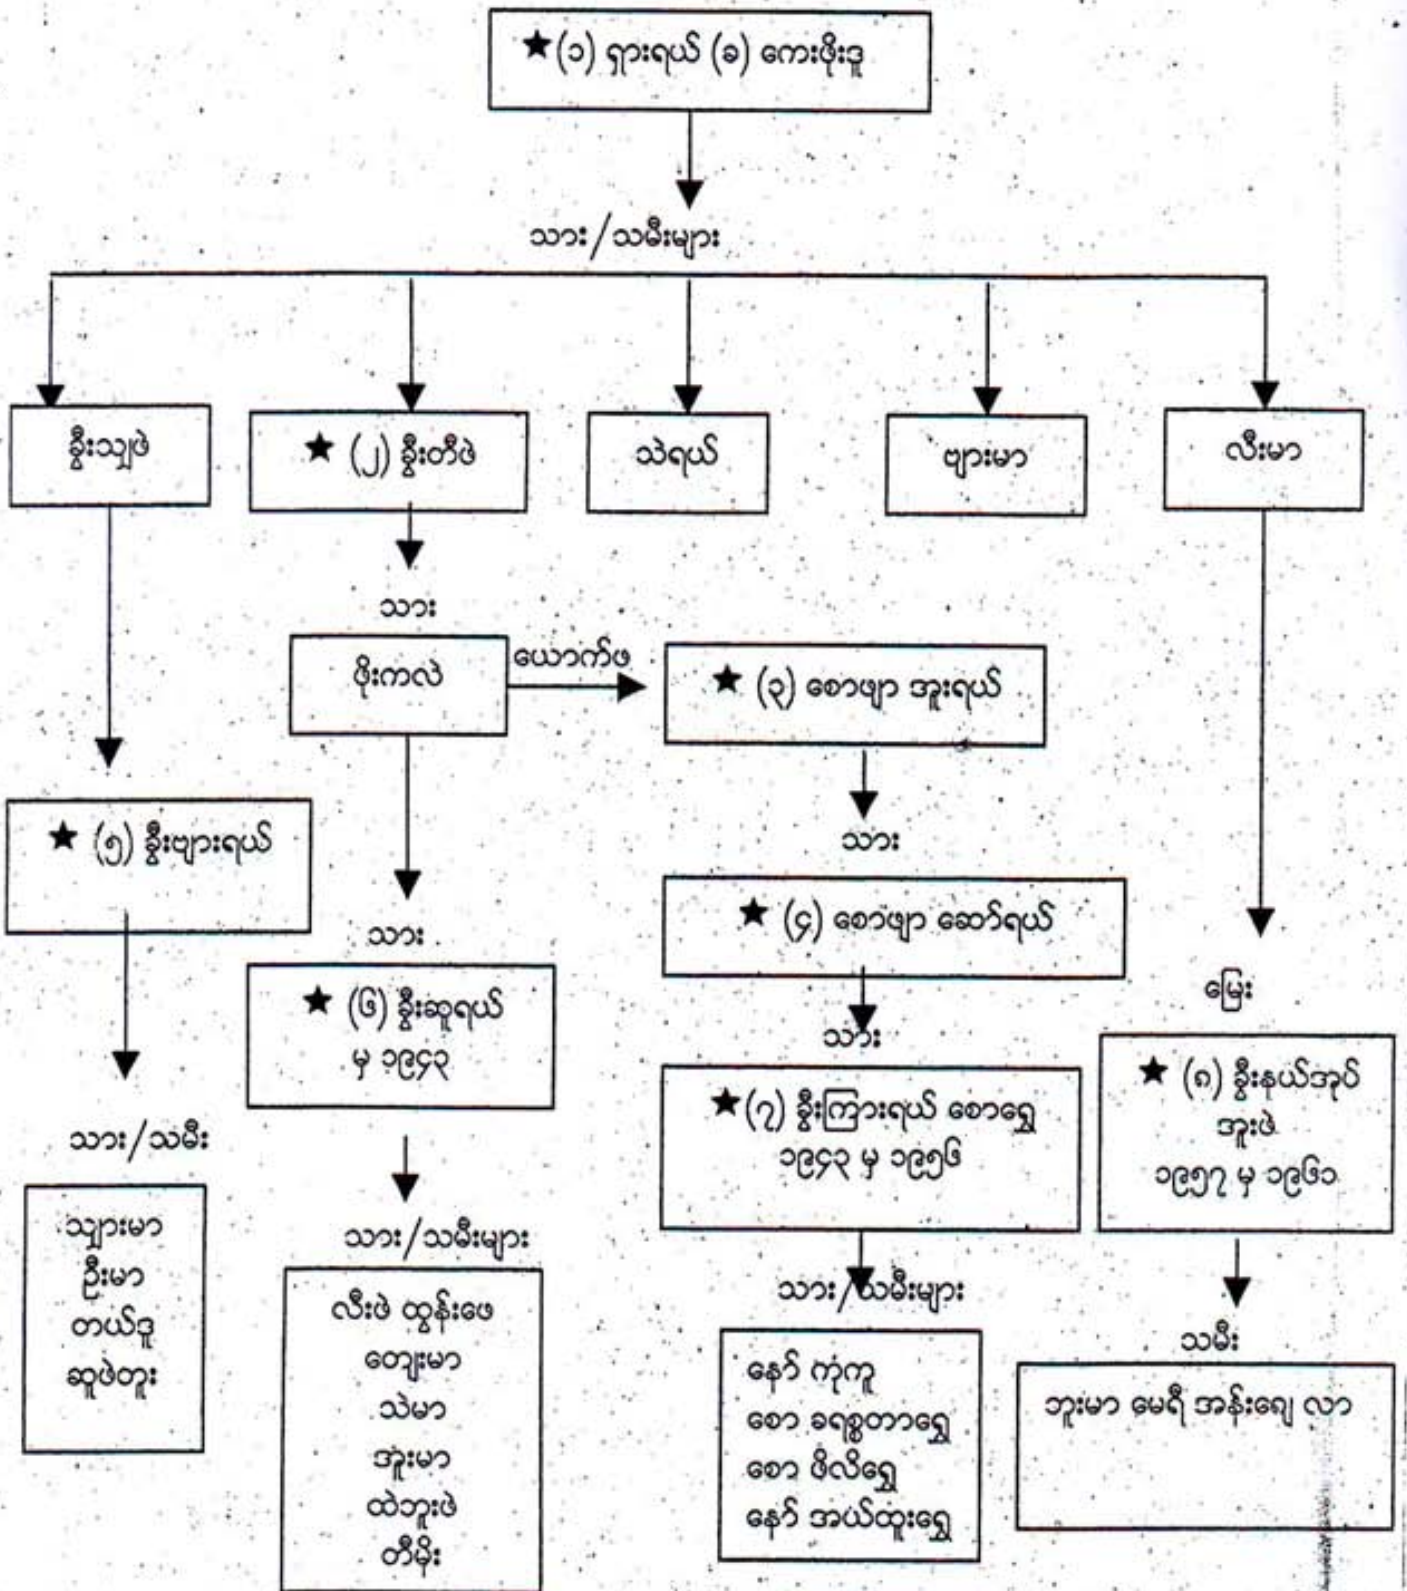 ★(၁) ရှားရယ် (ခ) ကေးဖိုးဒူ
သား/သမီးများ
ခွီးသျှဖဲ
★ (၂) ခွီးတီဖဲ
သဲရယ်
ဗျားမာ
လီးမာ
သား
ဖိုးကလဲ
ယောက်ဖ
★ (၃) စောဖျာ အူးရယ်
★ (၅) ခွီးဗျားရယ်
သား
★ (၄) စောဖျာ ဆော်ရယ်
သား
★ (၆) ခွီးဆူရယ်
မှ ၁၉၄၃
မြေး
သား
★(၇) ခွီးကြားရယ် စောရွှေ
၁၉၄၃ မှ ၁၉၅၆
★ (၈) ခွီးနယ်အုပ်
အူးဖဲ
၁၉၅၇ မှ ၁၉၆၁
သား/သမီး
သျှားမာ
ဦးမာ
တယ်ဒူ
ဆူဖဲတူး
သား/သမီးများ
လီးဖဲ ထွန်းဖေ
တျေးမာ
သဲမာ
အူးမာ
ထဲဘူးဖဲ
တီမိုး
သား/သမီးများ
နော် ကုံကူ
စော ခရစ္စတာရွှေ
စော ဖိလိရွှေ
နော် အယ်ထူးရွှေ
သမီး
ဘူးမာ မေရီ အန်းဂျေ လာ